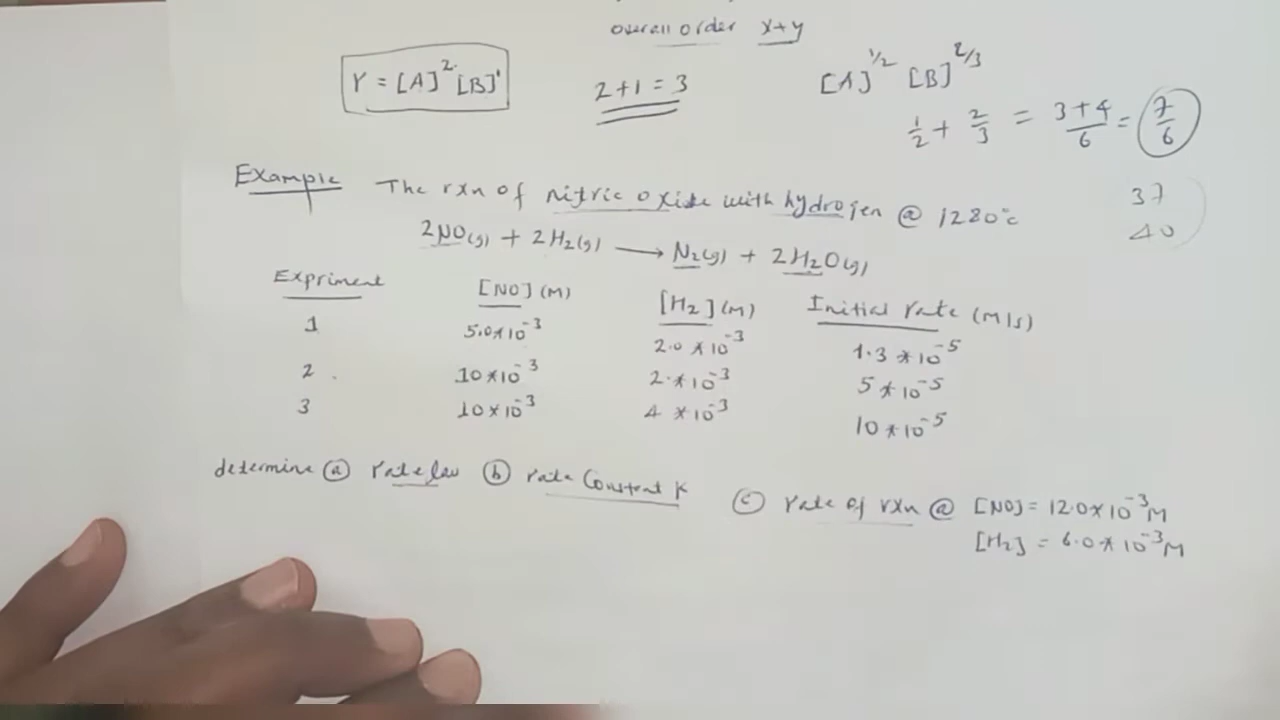 overall order x+y
r = [A]² [B]¹
2+1 = 3
[A]^1/2 [B]^2/3
1/2 + 2/3 = 3+4/6 = 7/6
Example The rxn of nitric oxide with hydrogen @ 1280°c
37
40
2NO(g) + 2H₂(g) ⟶ N₂(g) + 2H₂O(g)
Expriment [NO](M) [H₂](M) Initial rate (M/s)
1 5.0*10⁻³ 2.0 *10⁻³ 1.3 *10⁻⁵
2 10*10⁻³ 2.*10⁻³ 5*10⁻⁵
3 10*10⁻³ 4 *10⁻³ 10*10⁻⁵
determine ⓐ rate law ⓑ rate Constant k ⓒ rate of rxn @ [NO] = 12.0*10⁻³M
[H₂] = 6.0*10⁻³M